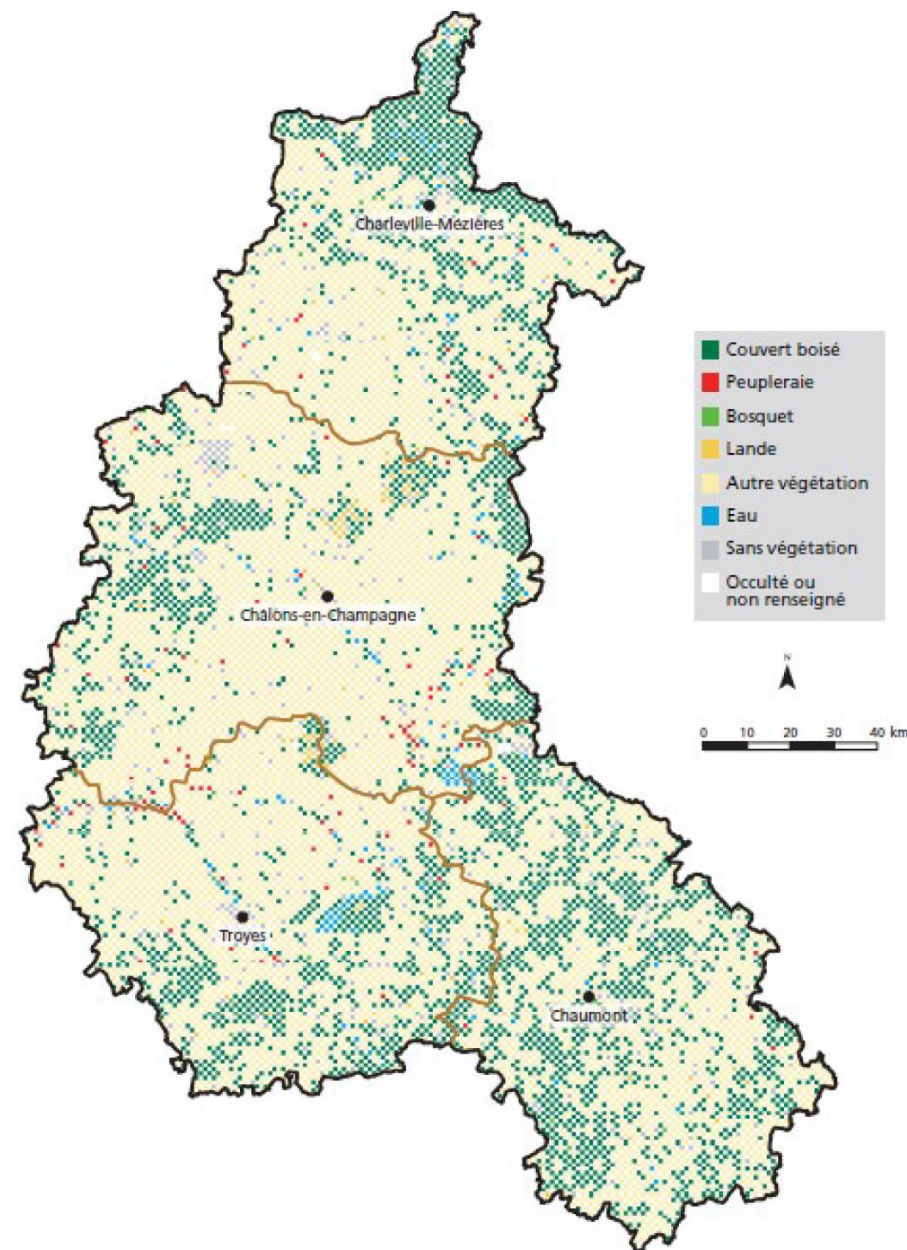 Charleville-Mézières
Couvert boisé
Peupleraie
Bosquet
Lande
Autre végétation
Eau
Sans végétation
Occulté ou
non renseigné
Châlons-en-Champagne
N
0 10 20 30 40 km
Troyes
Chaumont